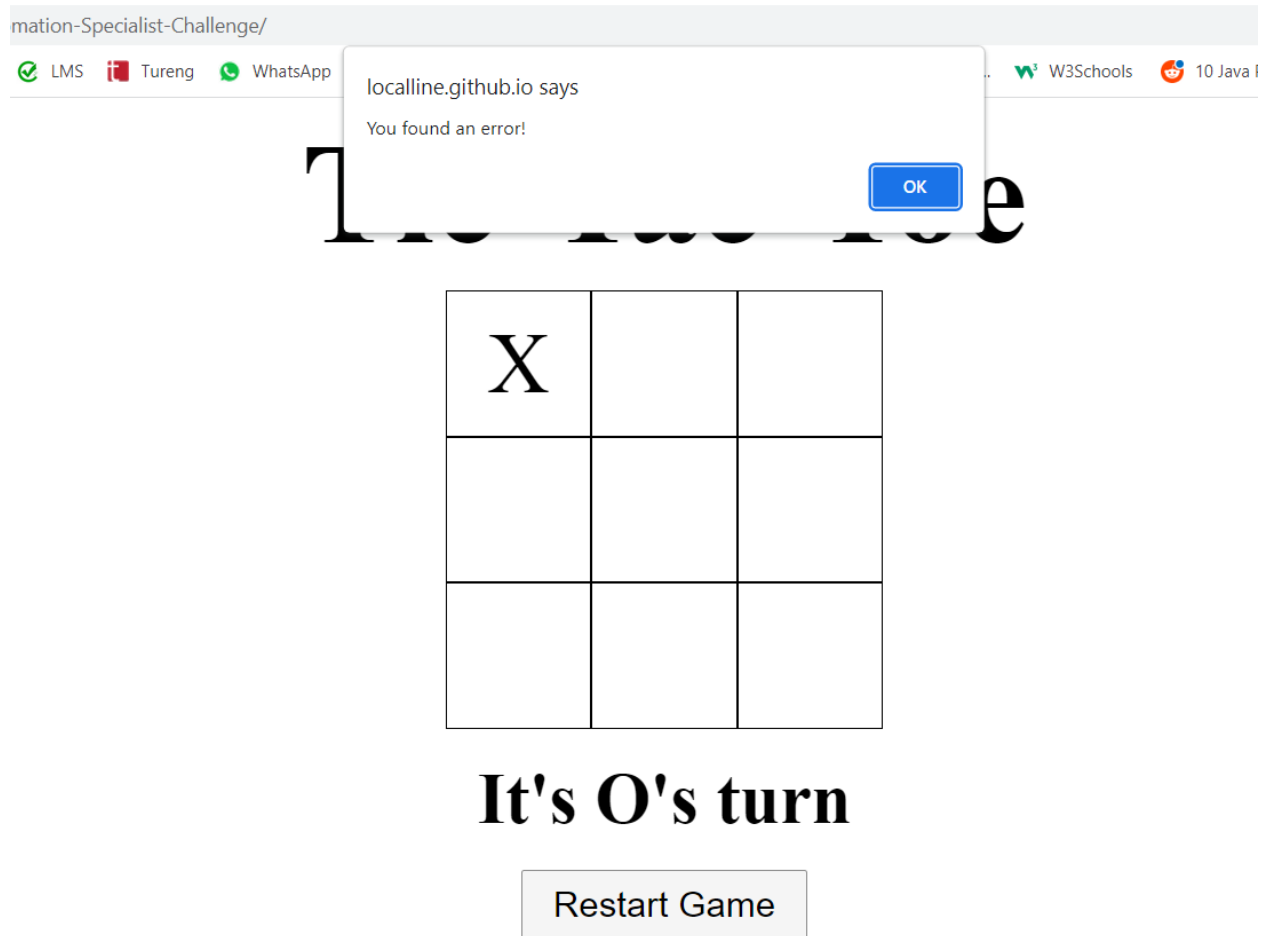 omation-Specialist-Challenge/
LMS Tureng WhatsApp .. W3Schools 10 Java
localline.github.io says
You found an error!
OK
X
It's O's turn
Restart Game